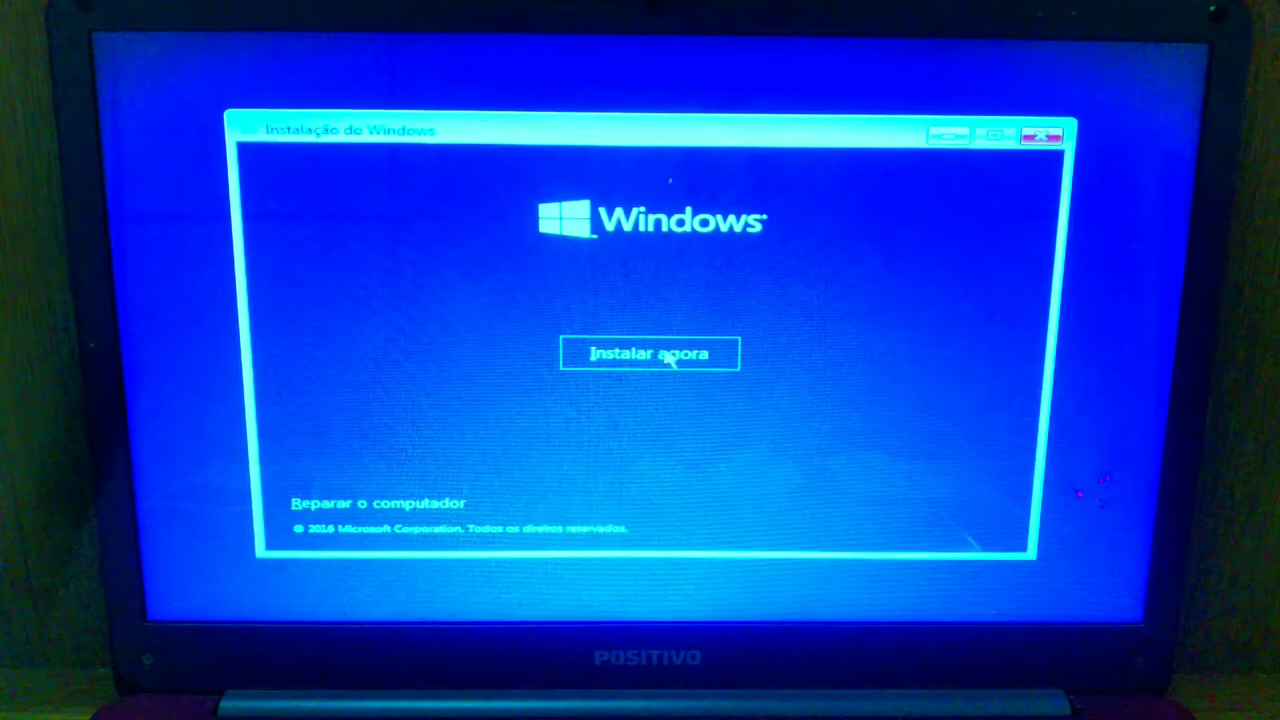 Instalação do Windows
Windows
Instalar agora
Reparar o computador
© 2016 Microsoft Corporation. Todos os direitos reservados.
POSITIVO